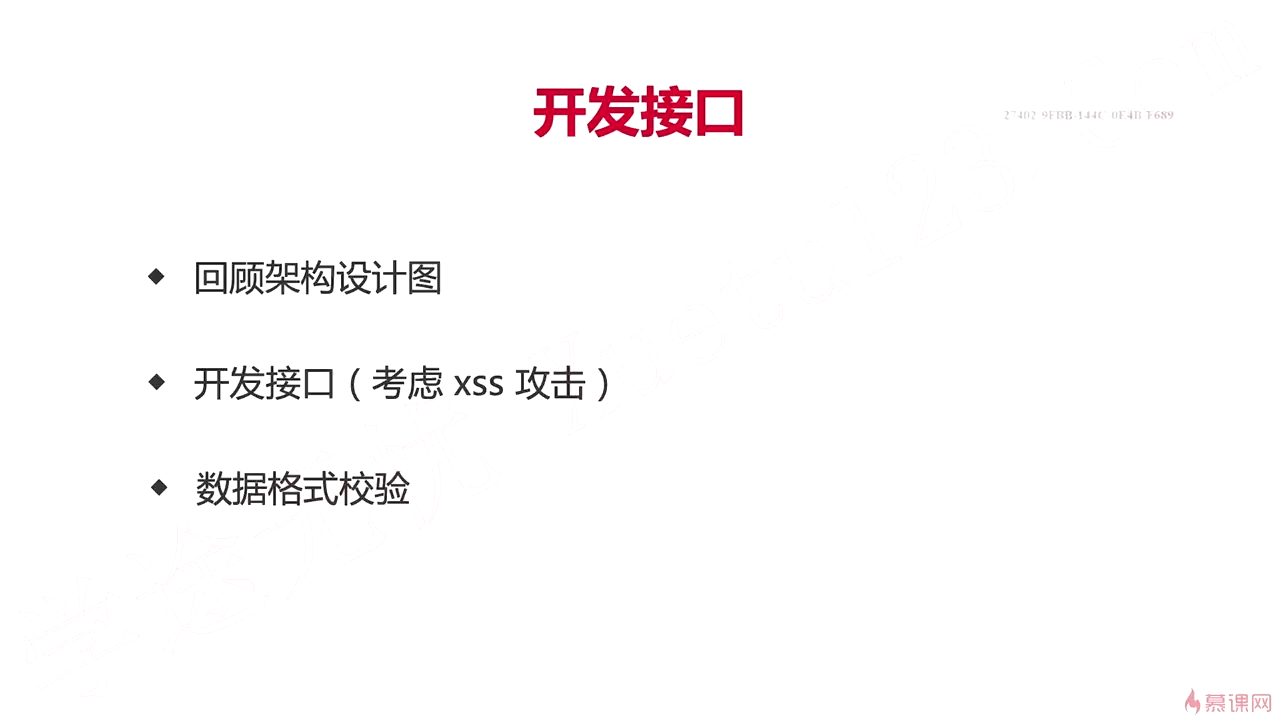 开发接口
回顾架构设计图
开发接口（考虑 xss 攻击）
数据格式校验
慕课网